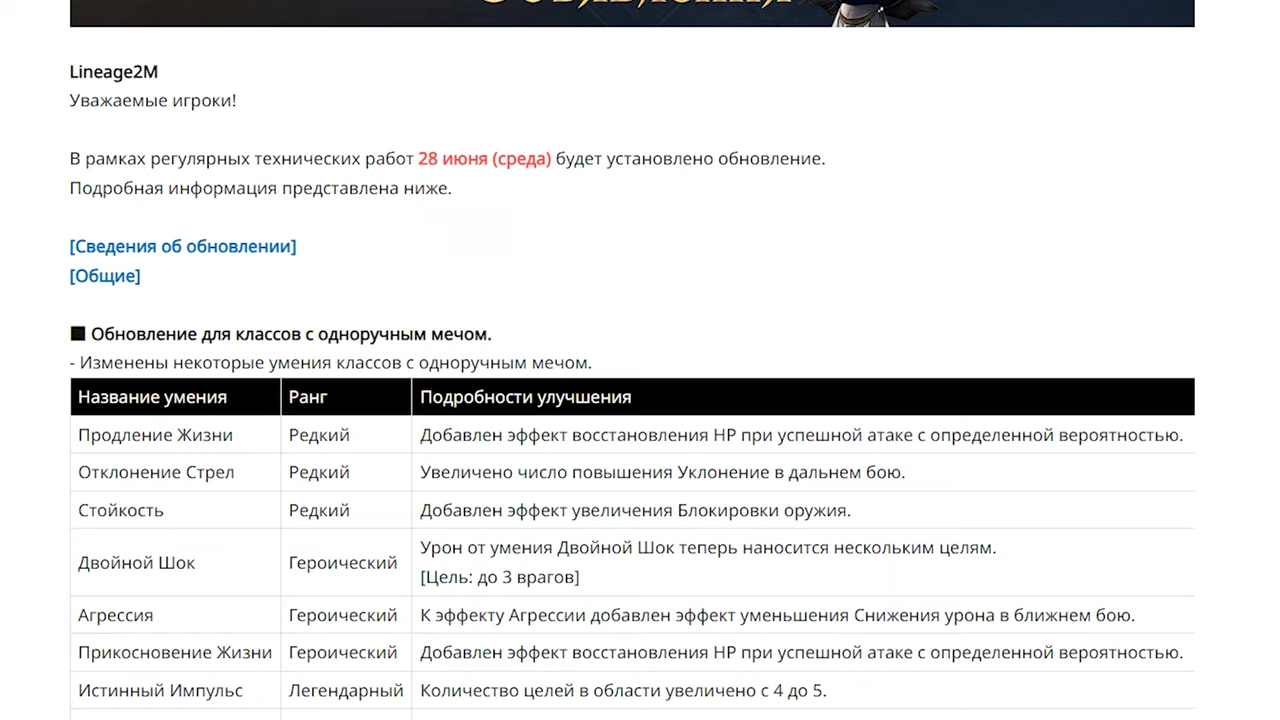 Lineage2M
Уважаемые игроки!
В рамках регулярных технических работ 28 июня (среда) будет установлено обновление.
Подробная информация представлена ниже.
[Сведения об обновлении]
[Общие]
■ Обновление для классов с одноручным мечом.
- Изменены некоторые умения классов с одноручным мечом.
Название умения Ранг Подробности улучшения
Продление Жизни Редкий Добавлен эффект восстановления HP при успешной атаке с определенной вероятностью.
Отклонение Стрел Редкий Увеличено число повышения Уклонение в дальнем бою.
Стойкость Редкий Добавлен эффект увеличения Блокировки оружия.
Двойной Шок Героический Урон от умения Двойной Шок теперь наносится нескольким целям.
[Цель: до 3 врагов]
Агрессия Героический К эффекту Агрессии добавлен эффект уменьшения Снижения урона в ближнем бою.
Прикосновение Жизни Героический Добавлен эффект восстановления HP при успешной атаке с определенной вероятностью.
Истинный Импульс Легендарный Количество целей в области увеличено с 4 до 5.